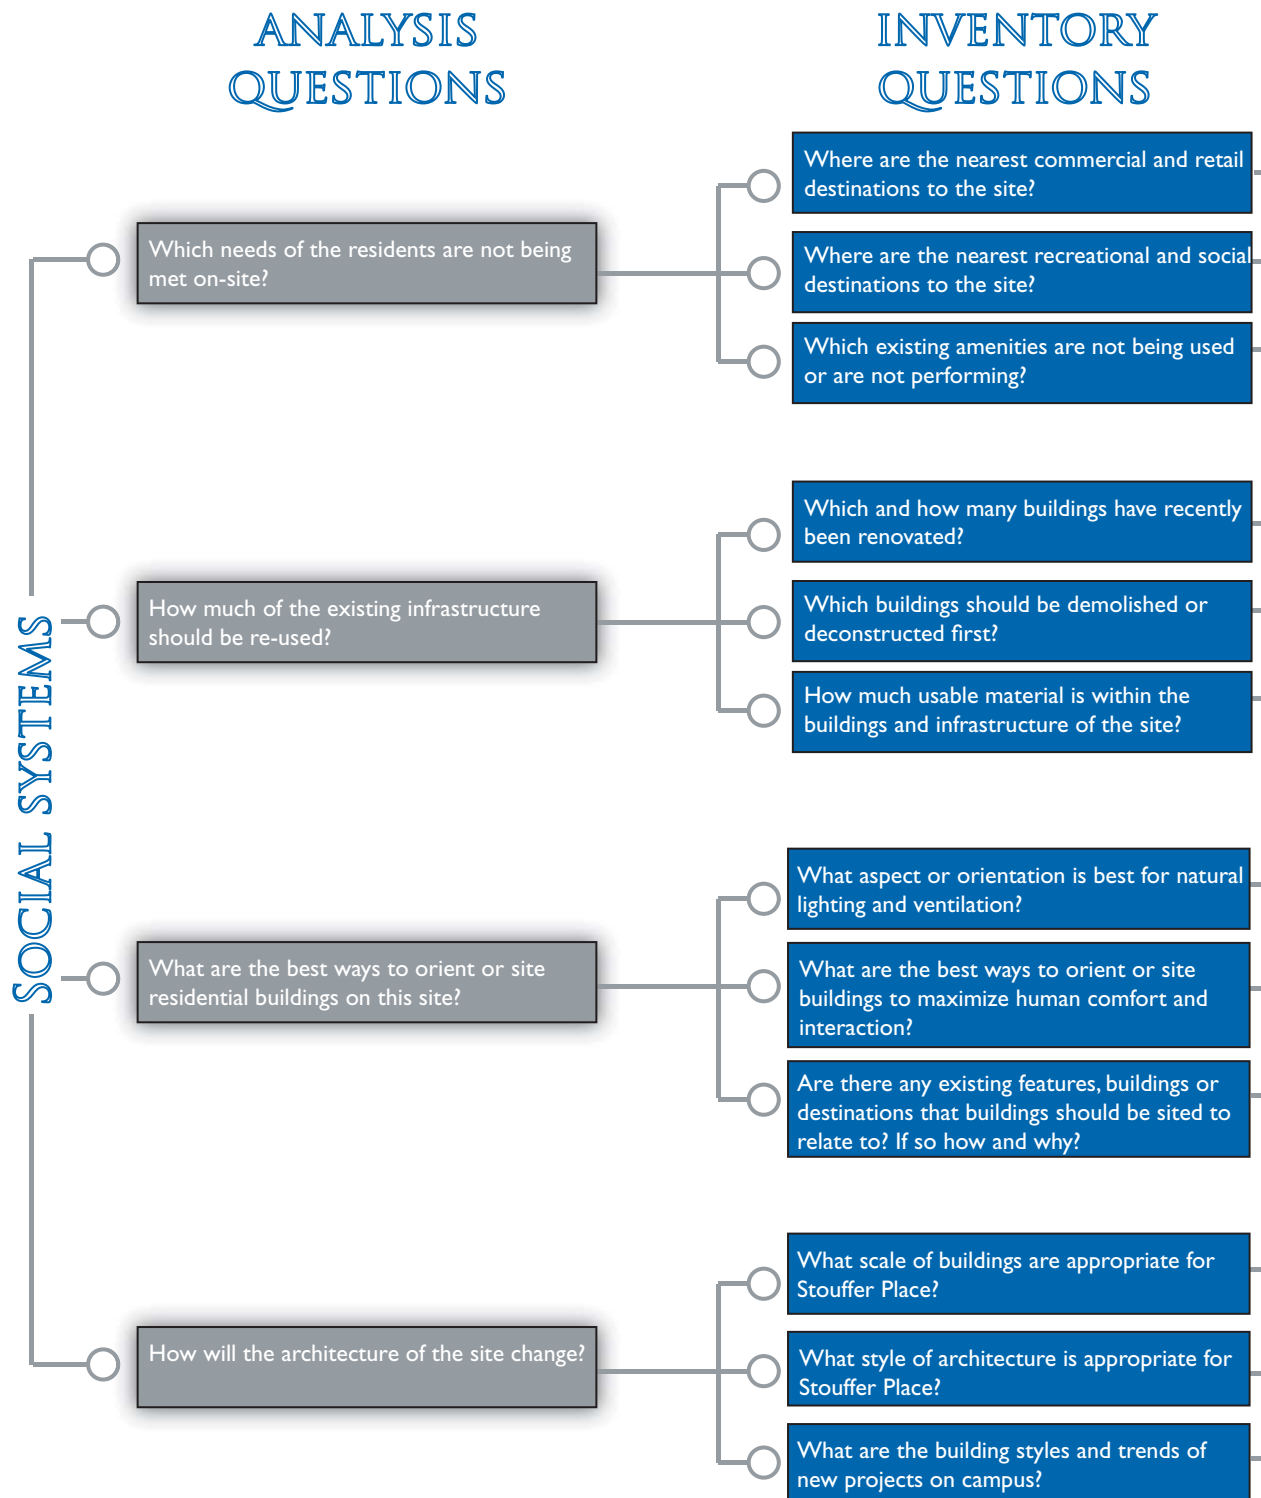 ANALYSIS
QUESTIONS
INVENTORY
QUESTIONS
SOCIAL SYSTEMS
Which needs of the residents are not being
met on-site?
Where are the nearest commercial and retail
destinations to the site?
Where are the nearest recreational and social
destinations to the site?
Which existing amenities are not being used
or are not performing?
How much of the existing infrastructure
should be re-used?
Which and how many buildings have recently
been renovated?
Which buildings should be demolished or
deconstructed first?
How much usable material is within the
buildings and infrastructure of the site?
What are the best ways to orient or site
residential buildings on this site?
What aspect or orientation is best for natural
lighting and ventilation?
What are the best ways to orient or site
buildings to maximize human comfort and
interaction?
Are there any existing features, buildings or
destinations that buildings should be sited to
relate to? If so how and why?
How will the architecture of the site change?
What scale of buildings are appropriate for
Stouffer Place?
What style of architecture is appropriate for
Stouffer Place?
What are the building styles and trends of
new projects on campus?